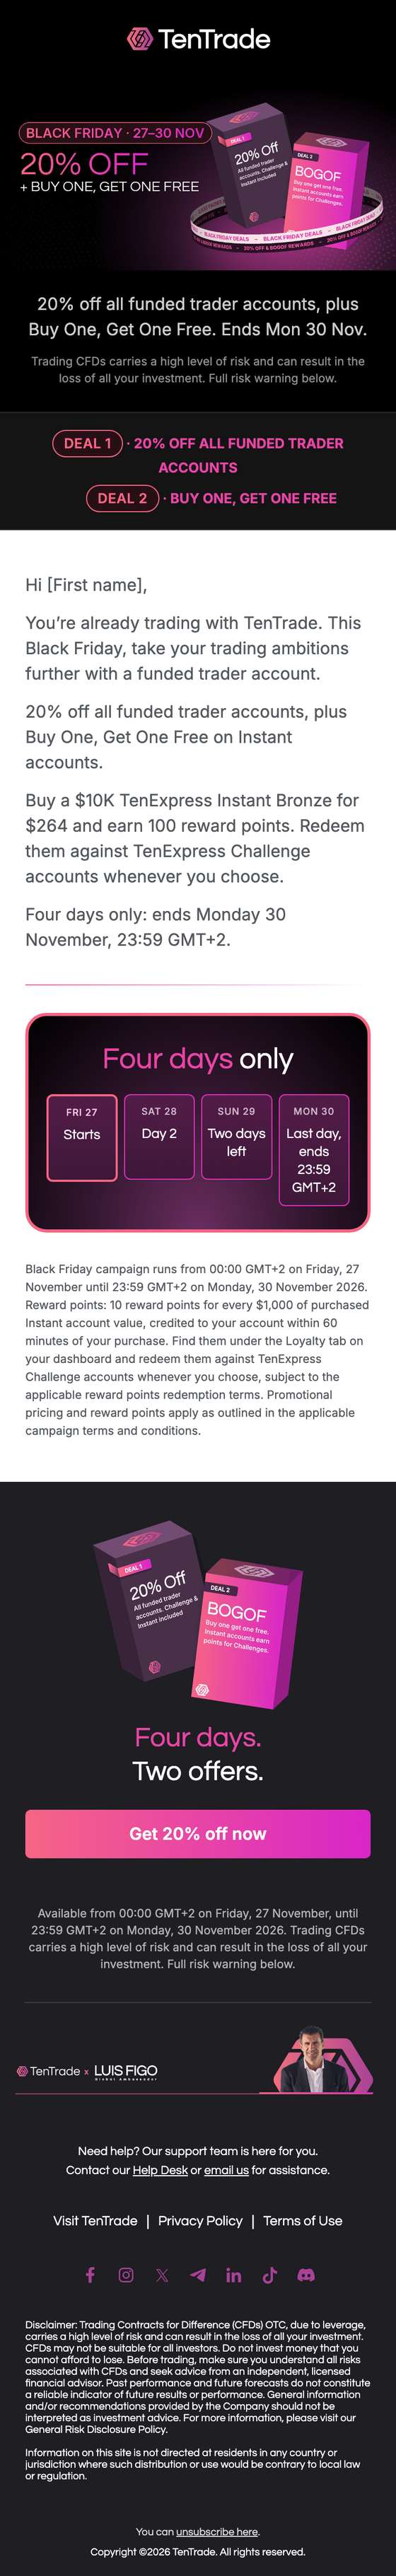 TenTrade
BLACK FRIDAY · 27–30 NOV
20% OFF
+ BUY ONE, GET ONE FREE
DEAL 1
20% Off
All funded trader
accounts. Challenge &
Instant included
DEAL 2
BOGOF
Buy one get one free.
Instant accounts earn
points for Challenges.
BLACK FRIDAY DEALS – BLACK FRIDAY DEALS – BLACK FRIDAY
20% OFF & BOGOF REWARDS – 20% OFF & BOGOF REWARDS
20% off all funded trader accounts, plus
Buy One, Get One Free. Ends Mon 30 Nov.
Trading CFDs carries a high level of risk and can result in the
loss of all your investment. Full risk warning below.
DEAL 1 · 20% OFF ALL FUNDED TRADER
ACCOUNTS
DEAL 2 · BUY ONE, GET ONE FREE
Hi [First name],
You’re already trading with TenTrade. This
Black Friday, take your trading ambitions
further with a funded trader account.
20% off all funded trader accounts, plus
Buy One, Get One Free on Instant
accounts.
Buy a $10K TenExpress Instant Bronze for
$264 and earn 100 reward points. Redeem
them against TenExpress Challenge
accounts whenever you choose.
Four days only: ends Monday 30
November, 23:59 GMT+2.
Four days only
FRI 27
Starts
SAT 28
Day 2
SUN 29
Two days
left
MON 30
Last day,
ends
23:59
GMT+2
Black Friday campaign runs from 00:00 GMT+2 on Friday, 27
November until 23:59 GMT+2 on Monday, 30 November 2026.
Reward points: 10 reward points for every $1,000 of purchased
Instant account value, credited to your account within 60
minutes of your purchase. Find them under the Loyalty tab on
your dashboard and redeem them against TenExpress
Challenge accounts whenever you choose, subject to the
applicable reward points redemption terms. Promotional
pricing and reward points apply as outlined in the applicable
campaign terms and conditions.
DEAL 1
20% Off
All funded trader
accounts. Challenge &
Instant included
DEAL 2
BOGOF
Buy one get one free.
Instant accounts earn
points for Challenges.
Four days.
Two offers.
Get 20% off now
Available from 00:00 GMT+2 on Friday, 27 November, until
23:59 GMT+2 on Monday, 30 November 2026. Trading CFDs
carries a high level of risk and can result in the loss of all your
investment. Full risk warning below.
TenTrade x LUIS FIGO
Global Ambassador
Need help? Our support team is here for you.
Contact our Help Desk or email us for assistance.
Visit TenTrade | Privacy Policy | Terms of Use
Disclaimer: Trading Contracts for Difference (CFDs) OTC, due to leverage,
carries a high level of risk and can result in the loss of all your investment.
CFDs may not be suitable for all investors. Do not invest money that you
cannot afford to lose. Before trading, make sure you understand all risks
associated with CFDs and seek advice from an independent, licensed
financial advisor. Past performance and future forecasts do not constitute
a reliable indicator of future results or performance. General information
and/or recommendations provided by the Company should not be
interpreted as investment advice. For more information, please visit our
General Risk Disclosure Policy.
Information on this site is not directed at residents in any country or
jurisdiction where such distribution or use would be contrary to local law
or regulation.
You can unsubscribe here.
Copyright ©2026 TenTrade. All rights reserved.